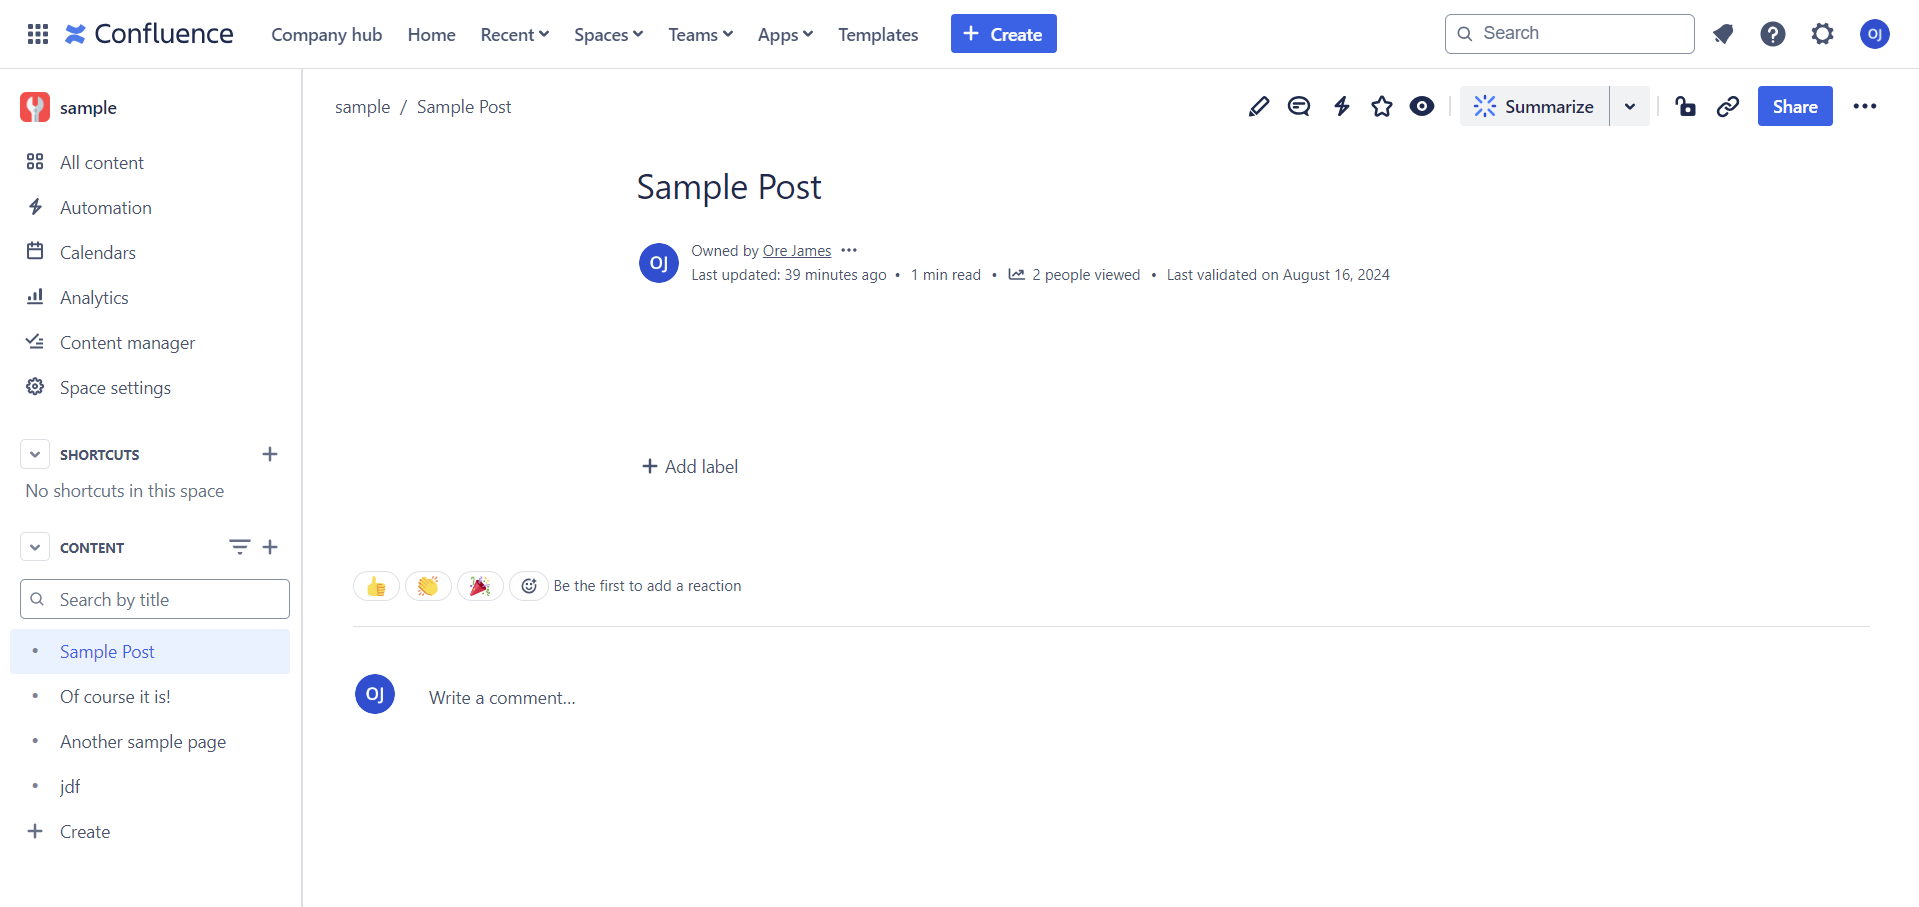 Confluence
Company hub Home Recent Spaces Teams Apps Templates Create
Search
OJ
sample
All content
Automation
Calendars
Analytics
Content manager
Space settings
SHORTCUTS
No shortcuts in this space
CONTENT
Search by title
Sample Post
Of course it is!
Another sample page
jdf
Create
sample / Sample Post
Summarize
Share
Sample Post
OJ
Owned by Ore James
Last updated: 39 minutes ago • 1 min read • 2 people viewed • Last validated on August 16, 2024
Add label
Be the first to add a reaction
OJ
Write a comment...